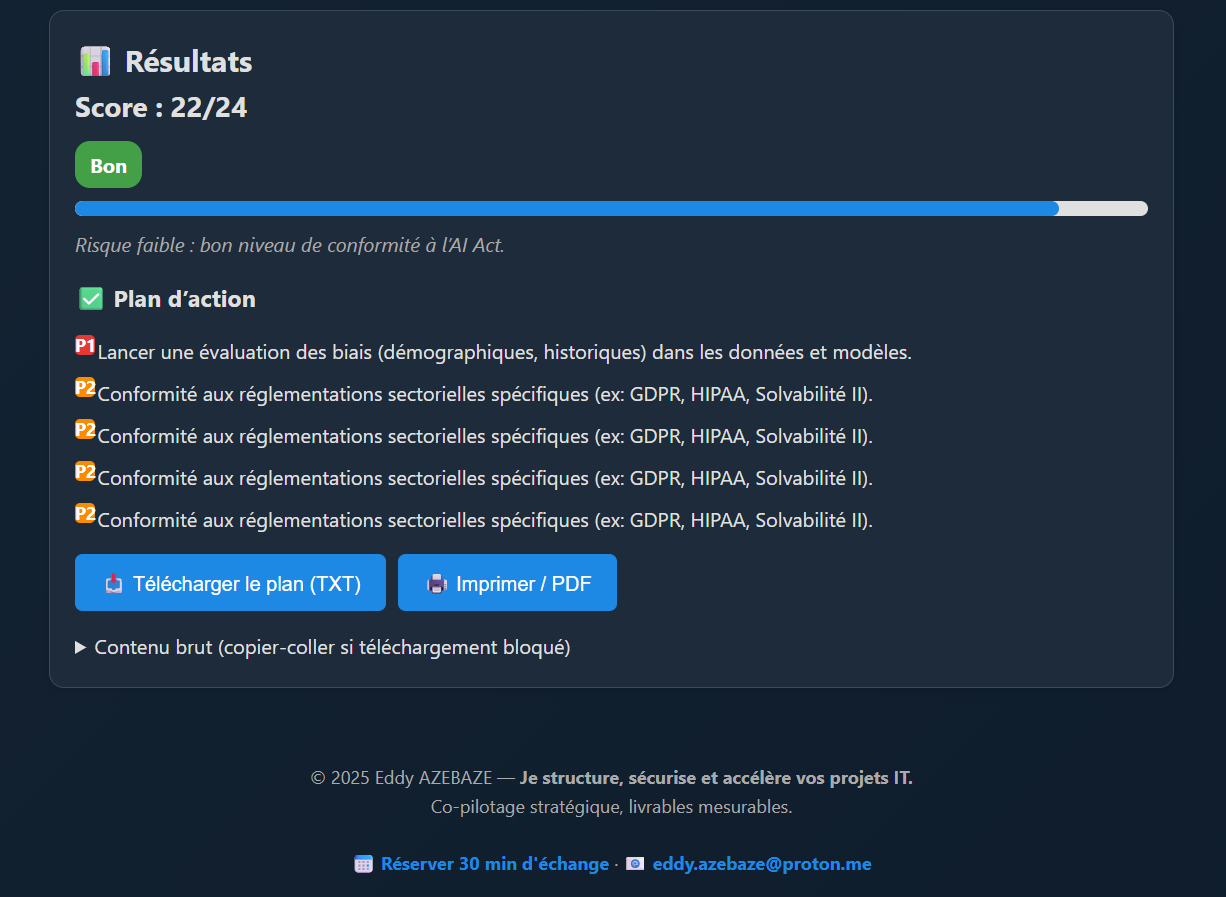 Résultats
Score : 22/24
Bon
Risque faible : bon niveau de conformité à l’AI Act.
Plan d’action
P1 Lancer une évaluation des biais (démographiques, historiques) dans les données et modèles.
P2 Conformité aux réglementations sectorielles spécifiques (ex: GDPR, HIPAA, Solvabilité II).
P2 Conformité aux réglementations sectorielles spécifiques (ex: GDPR, HIPAA, Solvabilité II).
P2 Conformité aux réglementations sectorielles spécifiques (ex: GDPR, HIPAA, Solvabilité II).
P2 Conformité aux réglementations sectorielles spécifiques (ex: GDPR, HIPAA, Solvabilité II).
Télécharger le plan (TXT) Imprimer / PDF
Contenu brut (copier-coller si téléchargement bloqué)
© 2025 Eddy AZEBAZE — Je structure, sécurise et accélère vos projets IT.
Co-pilotage stratégique, livrables mesurables.
Réserver 30 min d'échange · eddy.azebaze@proton.me